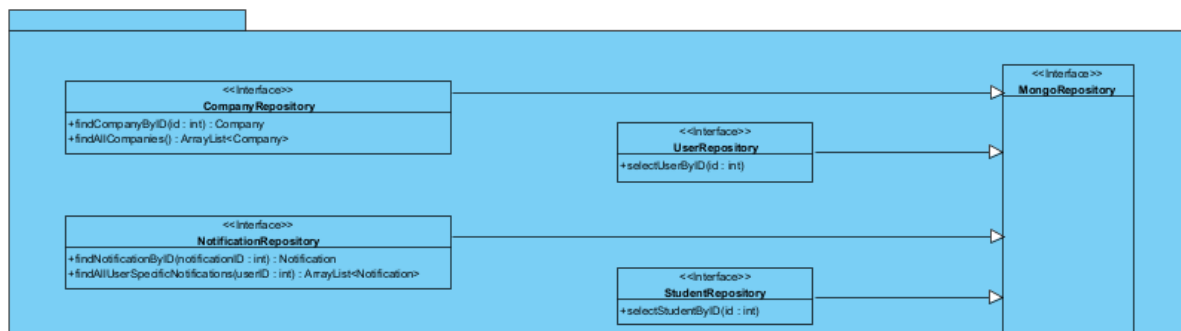 <<Interface>>
CompanyRepository
+findCompanyByID(id : int) : Company
+findAllCompanies() : ArrayList<Company>
<<Interface>>
MongoRepository
<<Interface>>
UserRepository
+selectUserByID(id : int)
<<Interface>>
NotificationRepository
+findNotificationByID(notificationID : int) : Notification
+findAllUserSpecificNotifications(userID : int) : ArrayList<Notification>
<<Interface>>
StudentRepository
+selectStudentByID(id : int)